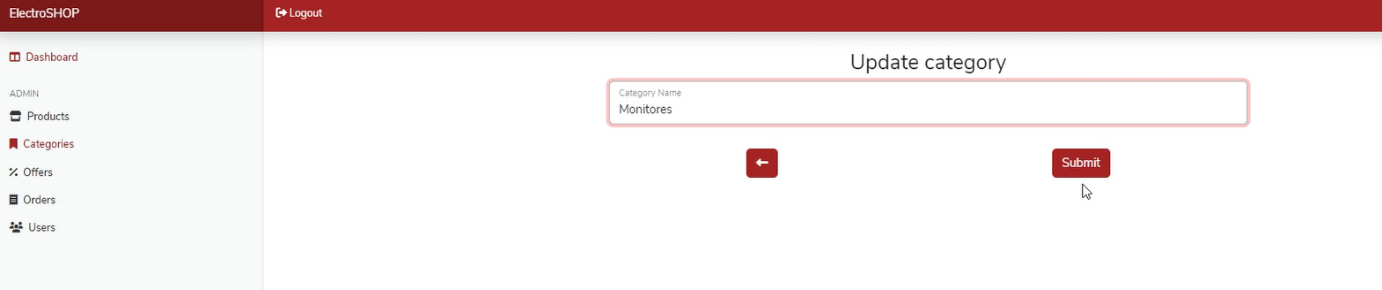 ElectroSHOP
Logout
Dashboard
ADMIN
Products
Categories
Offers
Orders
Users
Update category
Category Name
Monitores
Submit